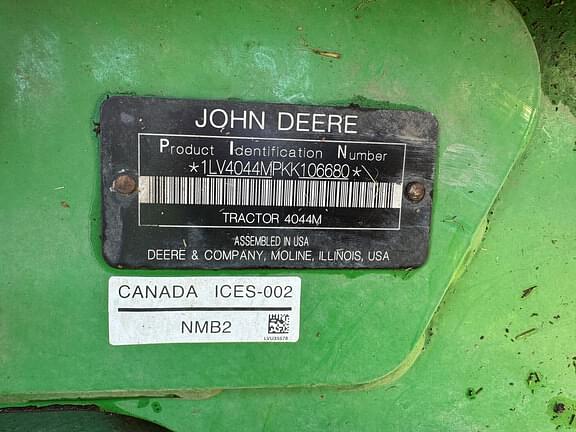 JOHN DEERE
Product Identification Number
*1LV4044MPKK106680*
TRACTOR 4044M
ASSEMBLED IN USA
DEERE & COMPANY, MOLINE, ILLINOIS, USA
CANADA ICES-002
NMB2
LVU35578